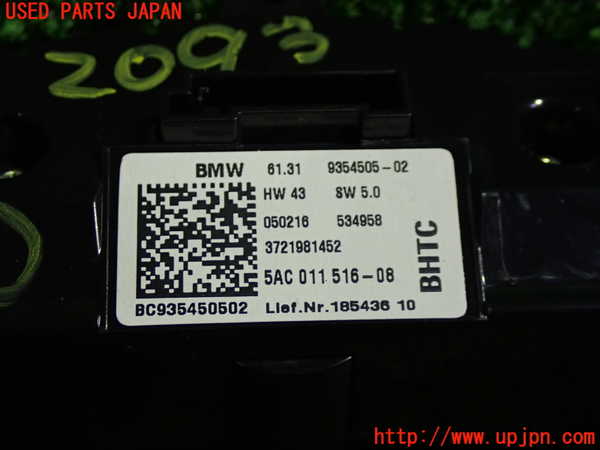 USED PARTS JAPAN
2093
BMW 61.31 9354505-02
HW 43 SW 5.0
050216 534958
3721981452
5AC 011 516-08
BC935450502 Lief.Nr.185436 10
BHTC
http://www.upjpn.com